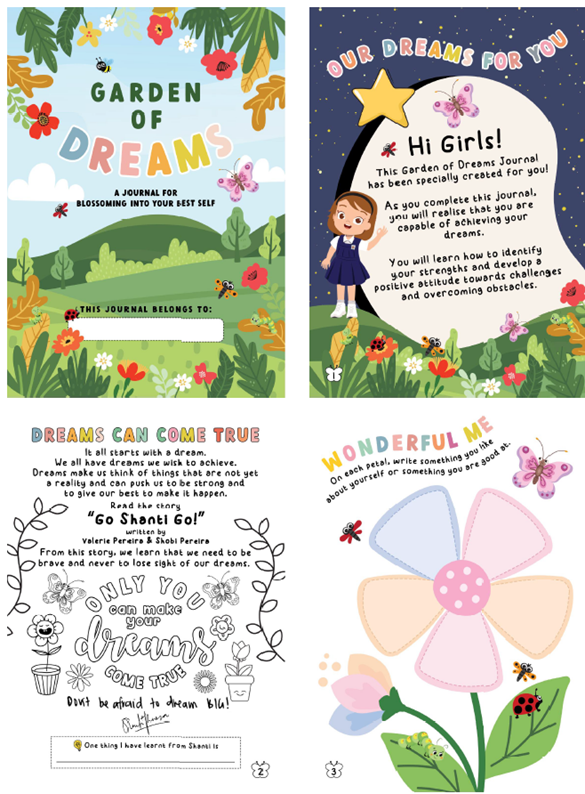 GARDEN
OF
DREAMS
A JOURNAL FOR
BLOSSOMING INTO YOUR BEST SELF
THIS JOURNAL BELONGS TO:
OUR DREAMS FOR YOU
Hi Girls!
This Garden of Dreams Journal
has been specially created for you!
As you complete this journal,
you will realise that you are
capable of achieving your
dreams.
You will learn how to identify
your strengths and develop a
positive attitude towards challenges
and overcoming obstacles.
1
DREAMS CAN COME TRUE
It all starts with a dream.
We all have dreams we wish to achieve.
Dreams make us think of things that are not yet
a reality and can push us to be strong and
to give our best to make it happen.
Read the story
“Go Shanti Go!”
written by
Valerie Pereira & Shobi Pereira
From this story, we learn that we need to be
brave and never to lose sight of our dreams.
ONLY YOU
can make
your
dreams
COME TRUE
Don't be afraid to dream BIG!
One thing I have learnt from Shanti is
2
WONDERFUL ME
On each petal, write something you like
about yourself or something you are good at.
3